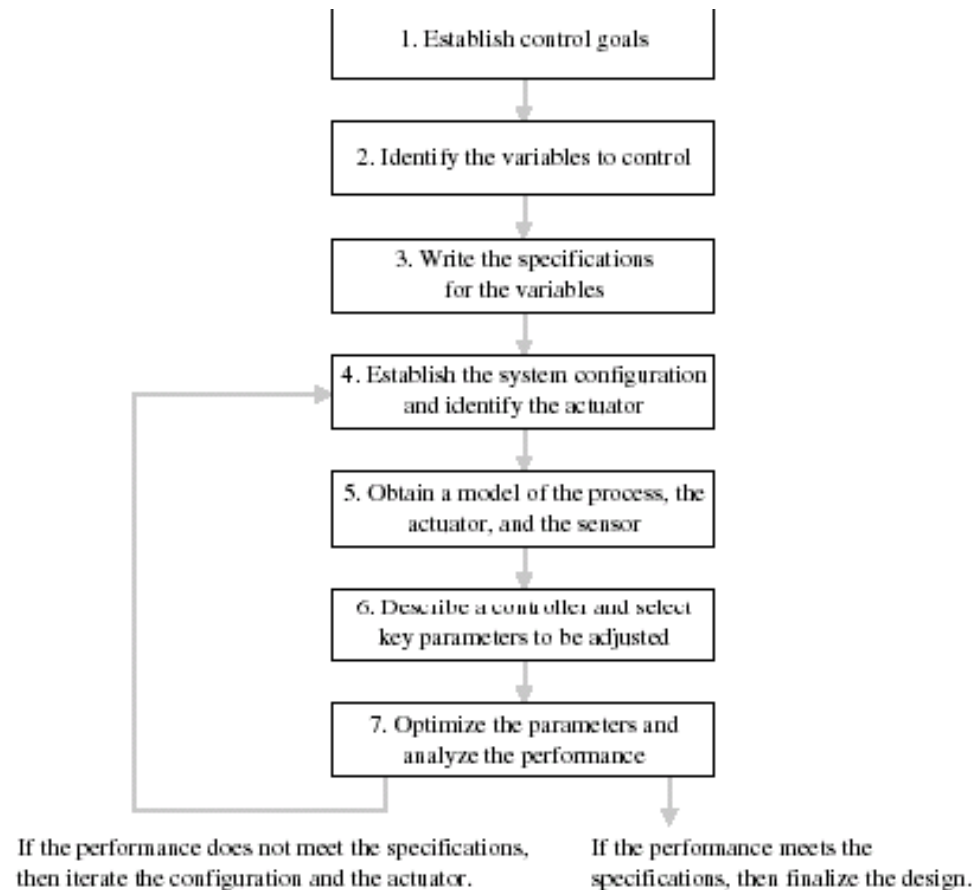 1. Establish control goals
2. Identify the variables to control
3. Write the specifications
for the variables
4. Establish the system configuration
and identify the actuator
5. Obtain a model of the process, the
actuator, and the sensor
6. Describe a controller and select
key parameters to be adjusted
7. Optimize the parameters and
analyze the performance
If the performance does not meet the specifications,
then iterate the configuration and the actuator.
If the performance meets the
specifications, then finalize the design.